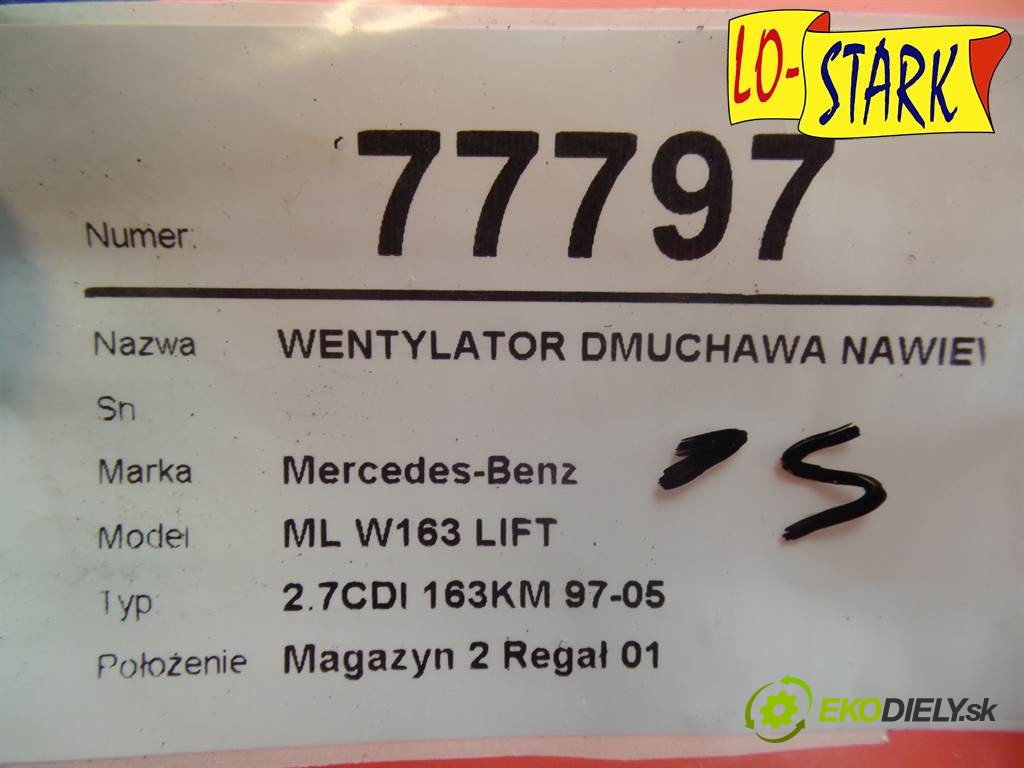 LO-STARK
Numer: 77797
Nazwa WENTYLATOR DMUCHAWA NAWIEW
Sn
Marka Mercedes-Benz
Model ML W163 LIFT
Typ: 2.7CDI 163KM 97-05
Położenie Magazyn 2 Regał 01
EKODIELY.sk